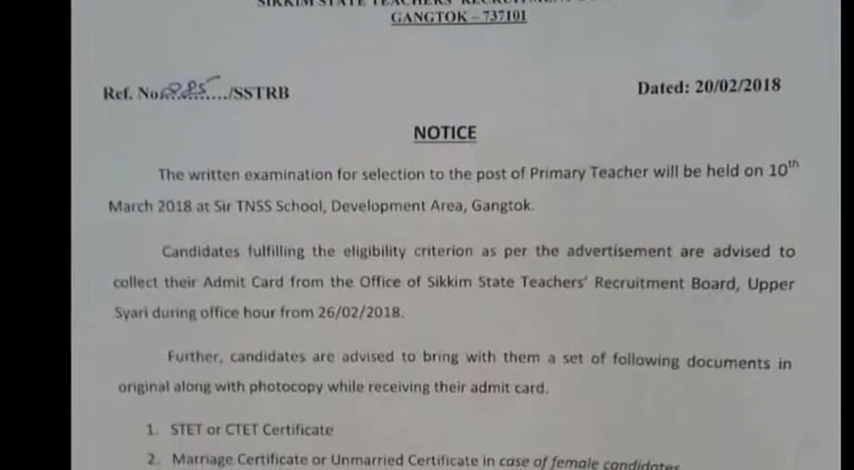 SIKKIM STATE TEACHERS' RECRUITMENT
GANGTOK – 737101
Ref. No............/SSTRB
Dated: 20/02/2018
NOTICE
The written examination for selection to the post of Primary Teacher will be held on 10th
March 2018 at Sir TNSS School, Development Area, Gangtok.
Candidates fulfilling the eligibility criterion as per the advertisement are advised to
collect their Admit Card from the Office of Sikkim State Teachers' Recruitment Board, Upper
Syari during office hour from 26/02/2018.
Further, candidates are advised to bring with them a set of following documents in
original along with photocopy while receiving their admit card.
1. STET or CTET Certificate
2. Marriage Certificate or Unmarried Certificate in case of female candidates